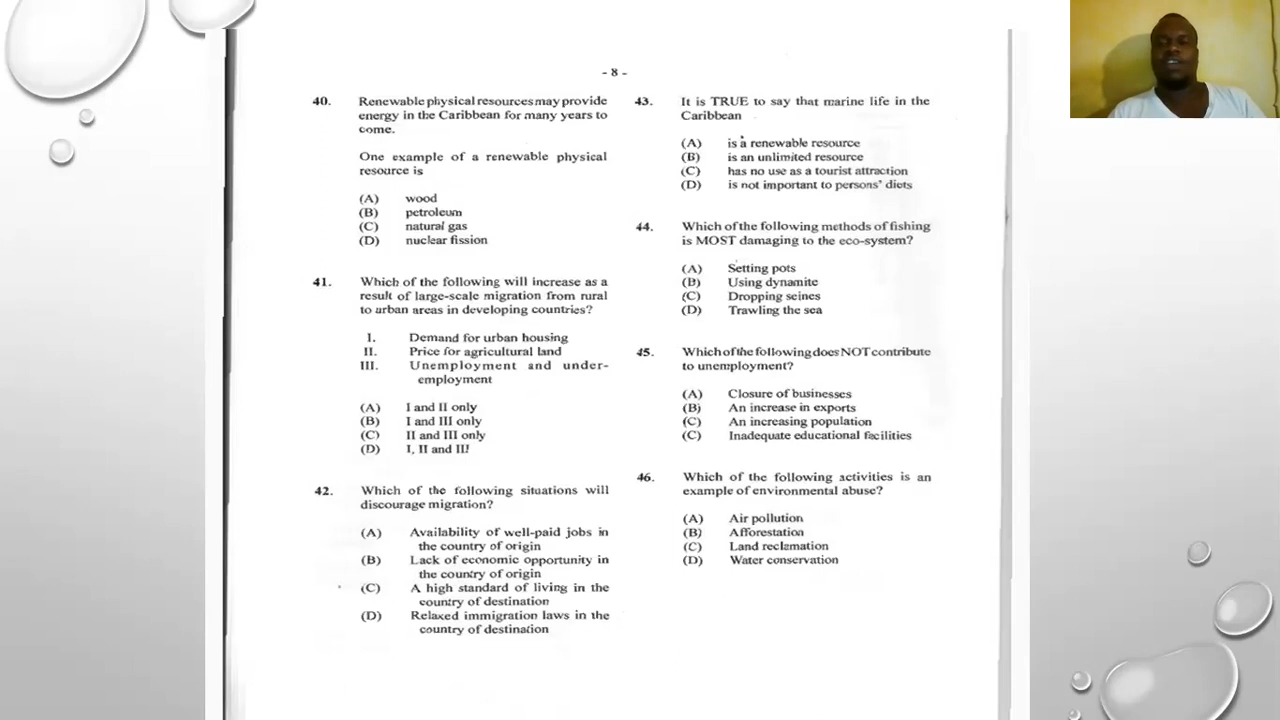 - 8 -
40. Renewable physical resources may provide
energy in the Caribbean for many years to
come.
One example of a renewable physical
resource is
(A) wood
(B) petroleum
(C) natural gas
(D) nuclear fission
41. Which of the following will increase as a
result of large-scale migration from rural
to urban areas in developing countries?
I. Demand for urban housing
II. Price for agricultural land
III. Unemployment and under-
employment
(A) I and II only
(B) I and III only
(C) II and III only
(D) I, II and III
42. Which of the following situations will
discourage migration?
(A) Availability of well-paid jobs in
the country of origin
(B) Lack of economic opportunity in
the country of origin
(C) A high standard of living in the
country of destination
(D) Relaxed immigration laws in the
country of destination
43. It is TRUE to say that marine life in the
Caribbean
(A) is a renewable resource
(B) is an unlimited resource
(C) has no use as a tourist attraction
(D) is not important to persons' diets
44. Which of the following methods of fishing
is MOST damaging to the eco-system?
(A) Setting pots
(B) Using dynamite
(C) Dropping seines
(D) Trawling the sea
45. Which of the following does NOT contribute
to unemployment?
(A) Closure of businesses
(B) An increase in exports
(C) An increasing population
(C) Inadequate educational facilities
46. Which of the following activities is an
example of environmental abuse?
(A) Air pollution
(B) Afforestation
(C) Land reclamation
(D) Water conservation